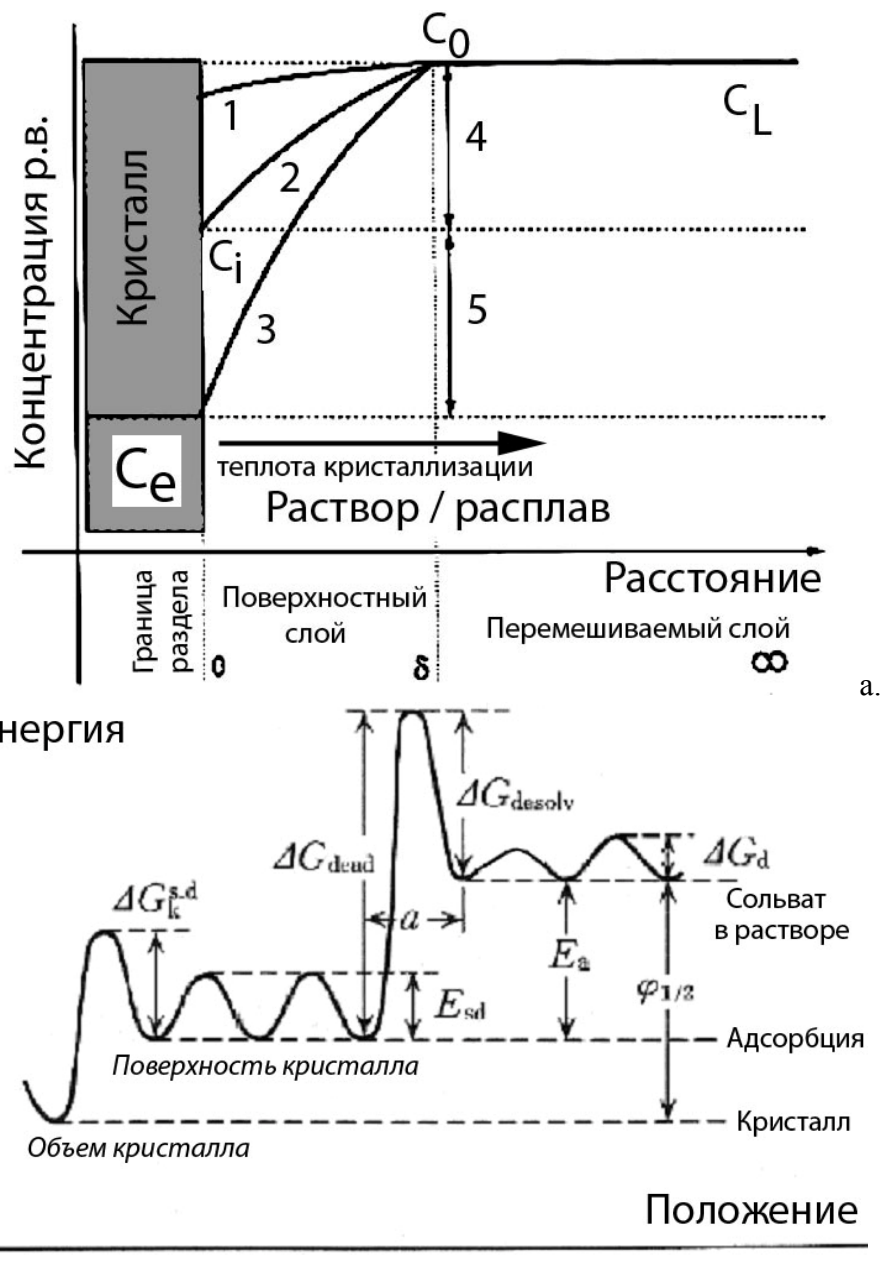 Концентрация р.в.
C0
CL
1
4
2
Кристалл
Ci
5
3
Ce
теплота кристаллизации
Раствор / расплав
Расстояние
Граница
раздела
Поверхностный
слой
Перемешиваемый слой
0
δ
∞
а.
нергия
ΔGdesolv
ΔGdead
ΔGd
ΔGks-d
Сольват
в растворе
a
Ea
φ1/2
Esd
Адсорбция
Поверхность кристалла
Кристалл
Объем кристалла
Положение